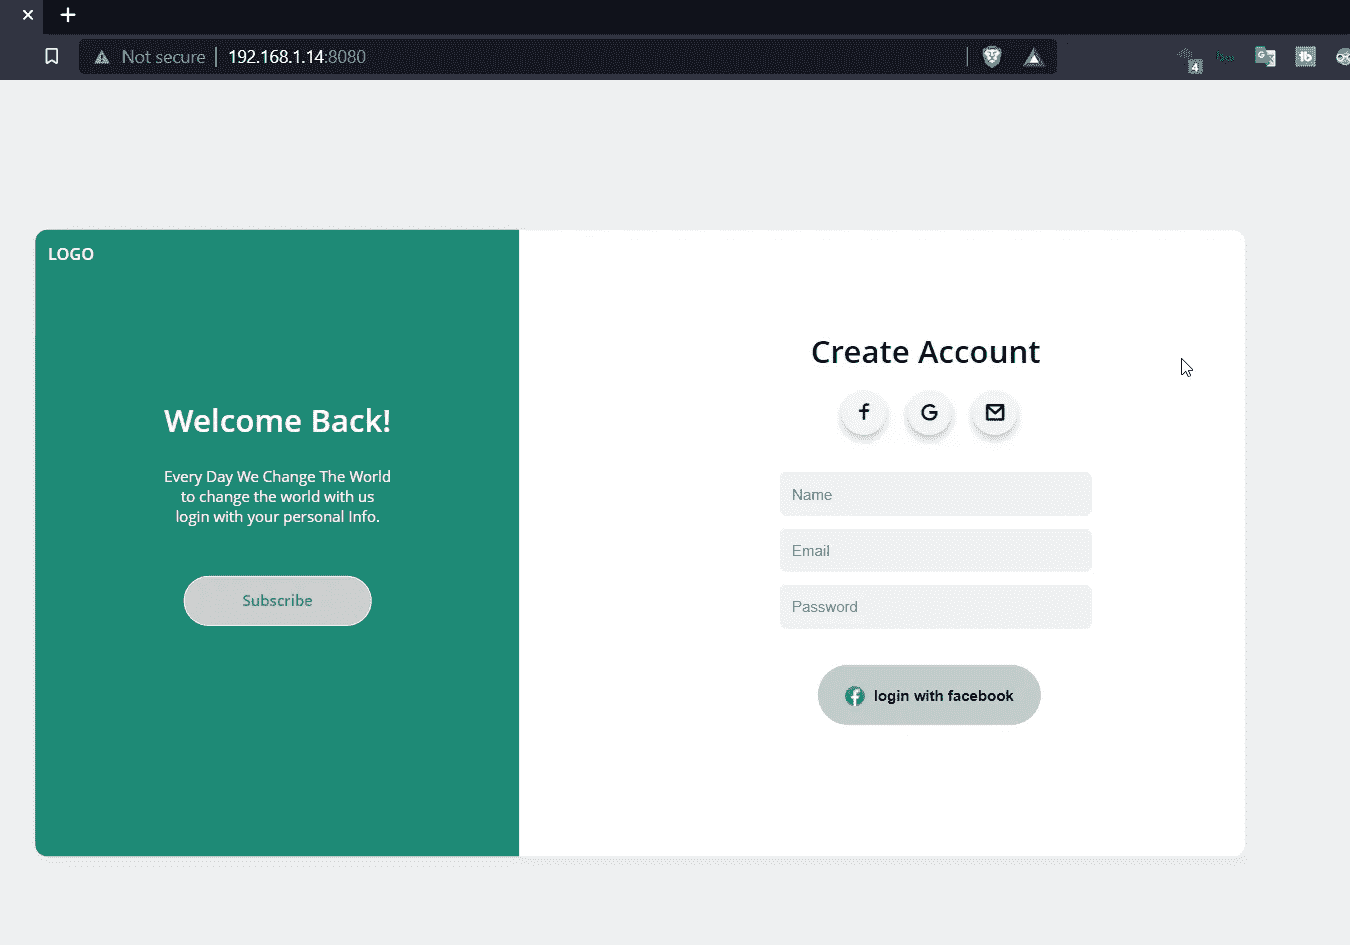 Not secure | 192.168.1.14:8080
4
LOGO
Welcome Back!
Every Day We Change The World
to change the world with us
login with your personal Info.
Subscribe
Create Account
Name
Email
Password
login with facebook